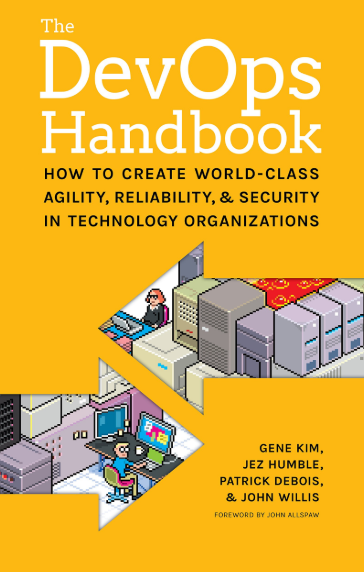 The
DevOps
Handbook
HOW TO CREATE WORLD-CLASS
AGILITY, RELIABILITY, & SECURITY
IN TECHNOLOGY ORGANIZATIONS
GENE KIM,
JEZ HUMBLE,
PATRICK DEBOIS,
& JOHN WILLIS
FOREWORD BY JOHN ALLSPAW